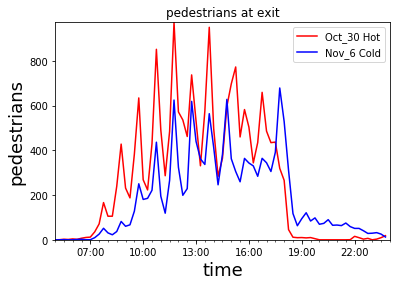 pedestrians at exit
Oct_30 Hot
Nov_6 Cold
pedestrians
800
600
400
200
0
07:00 10:00 13:00 16:00 19:00 22:00
time